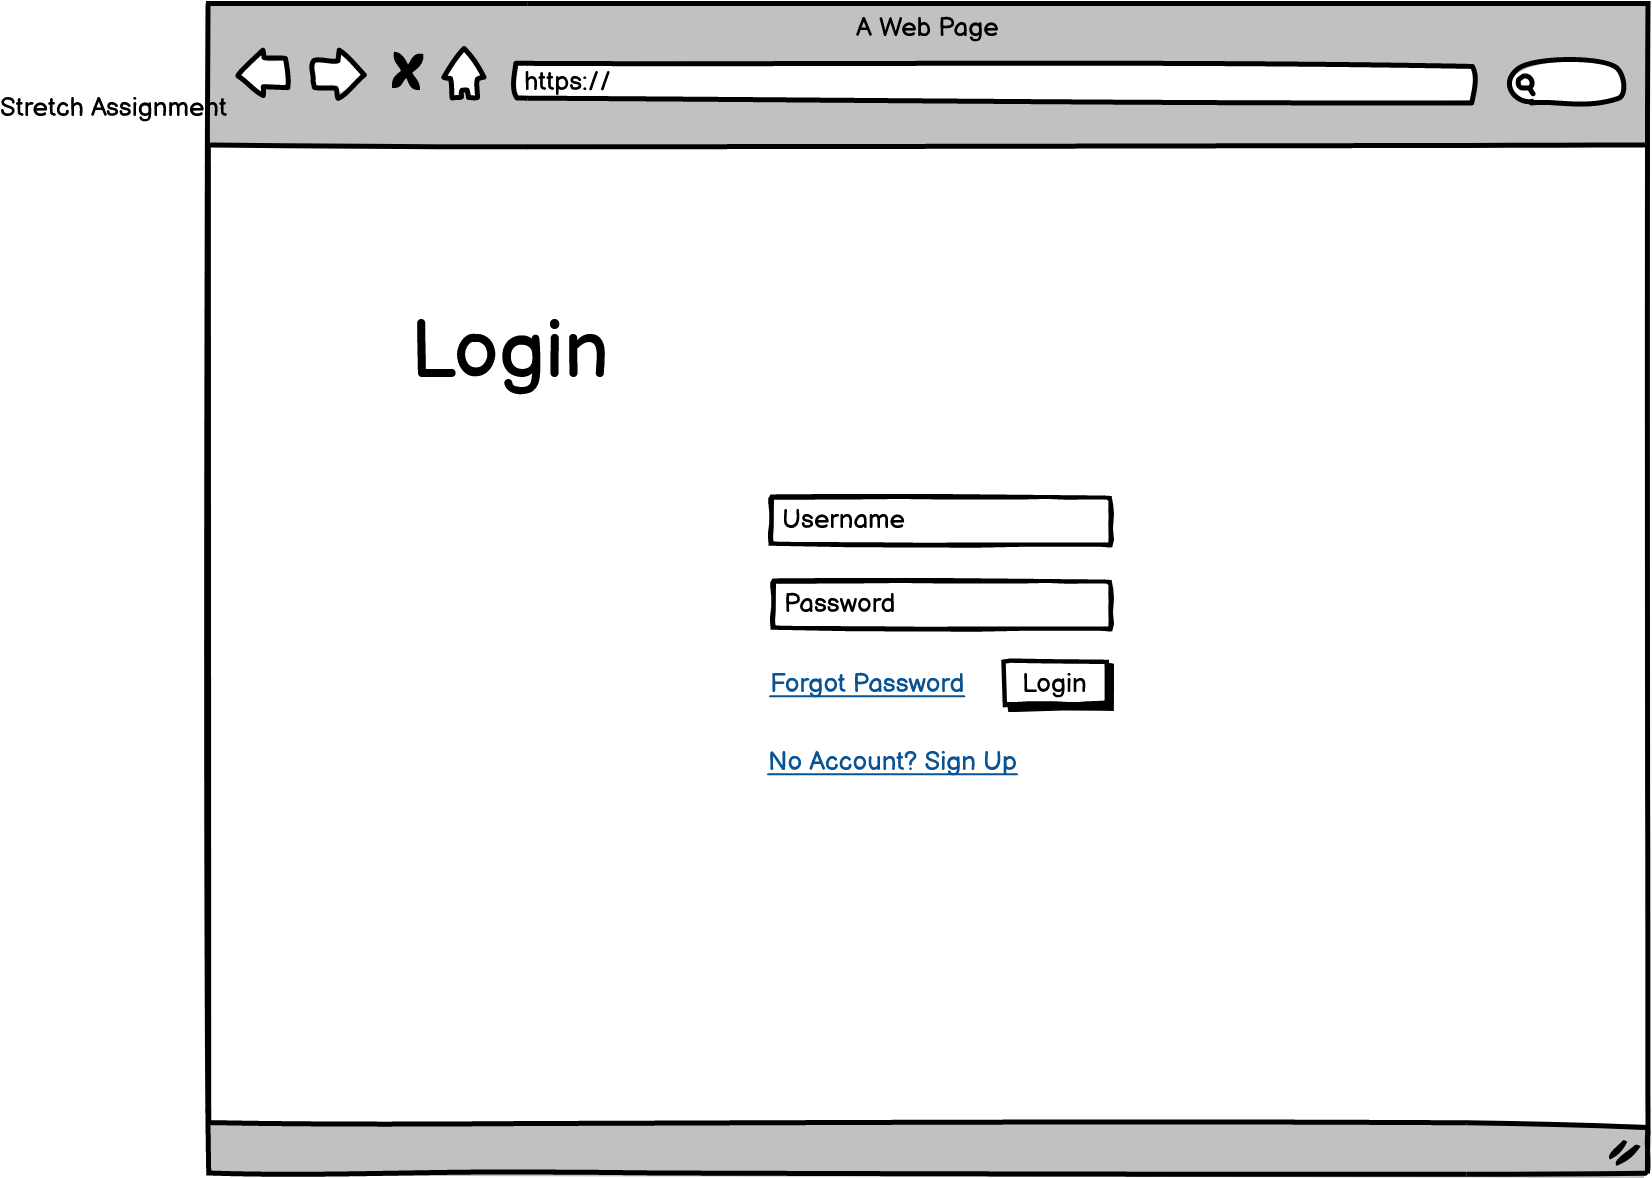 A Web Page
https://
Stretch Assignment
Login
Username
Password
Forgot Password
Login
No Account? Sign Up